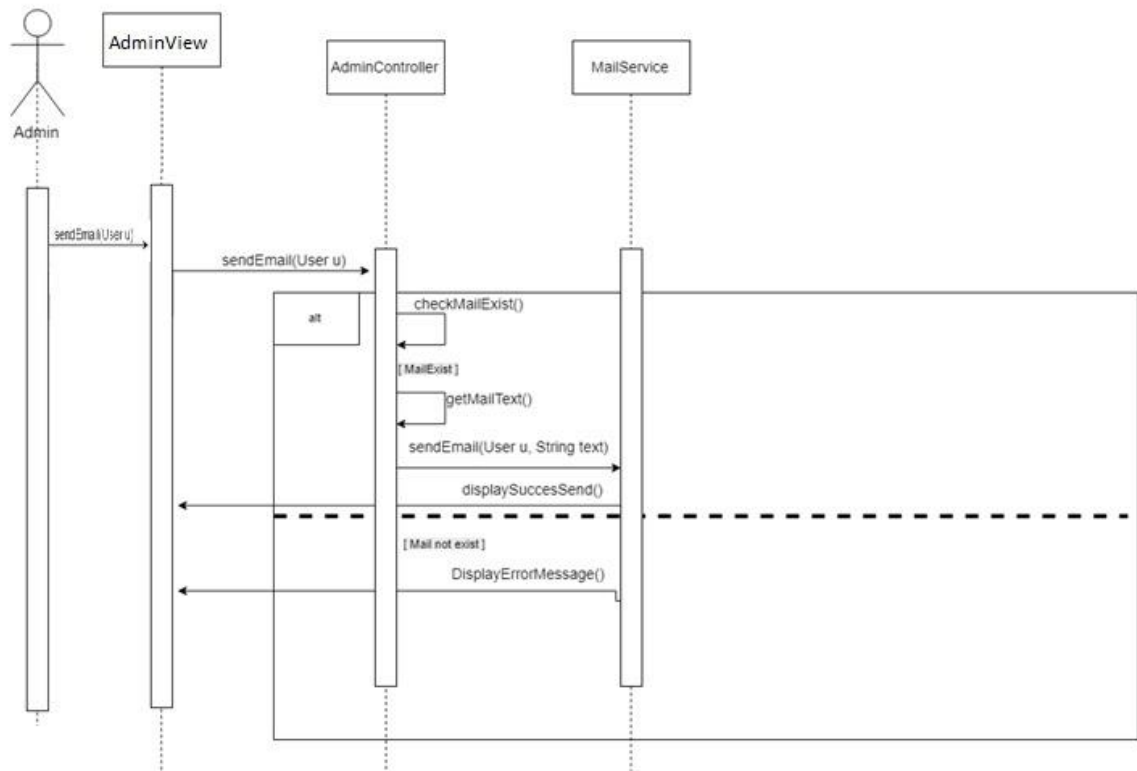 AdminView
AdminController
MailService
Admin
sendEmail(User u)
sendEmail(User u)
alt
checkMailExist()
[ MailExist ]
getMailText()
sendEmail(User u, String text)
displaySuccesSend()
[ Mail not exist ]
DisplayErrorMessage()